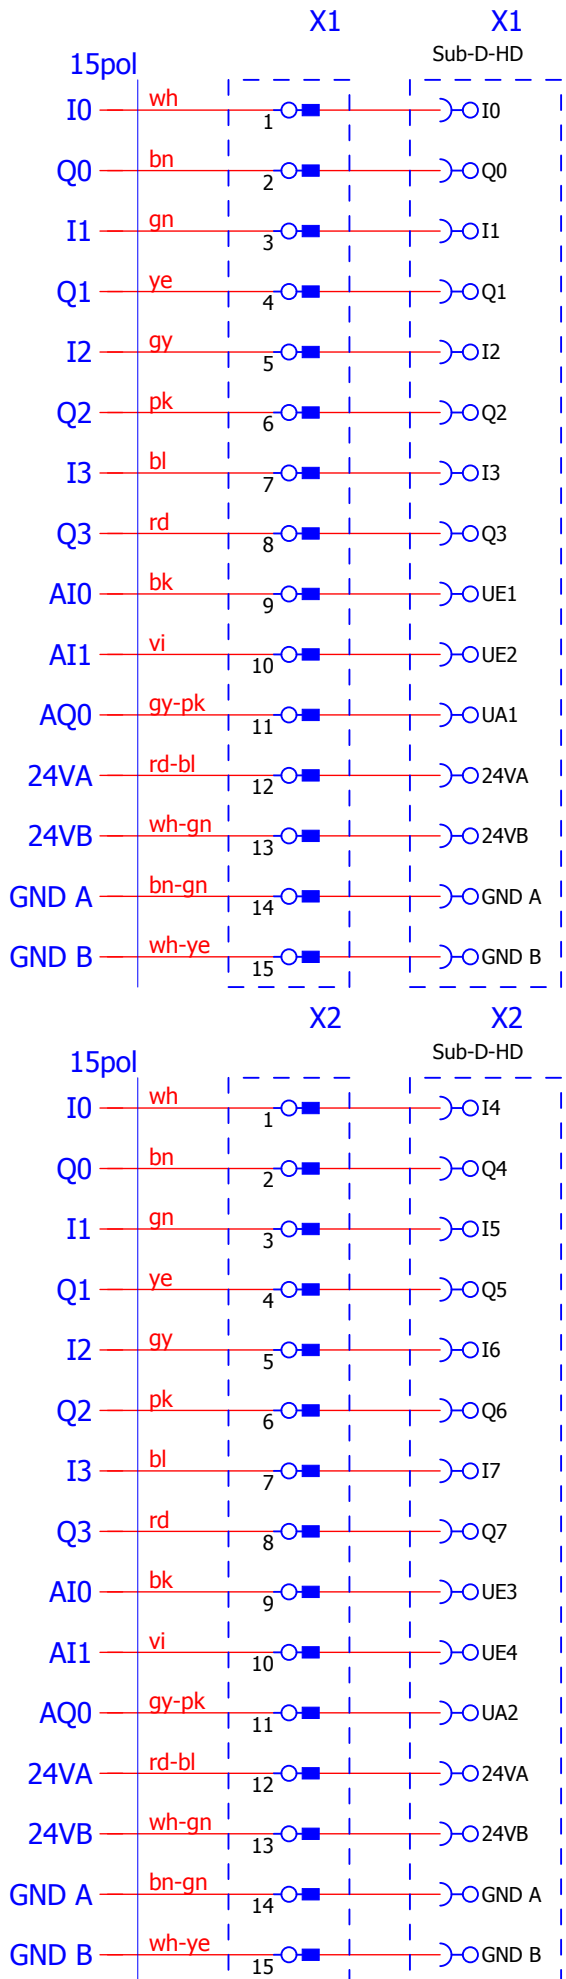 X1 X1
Sub-D-HD
15pol
I0 wh 1 I0
Q0 bn 2 Q0
I1 gn 3 I1
Q1 ye 4 Q1
I2 gy 5 I2
Q2 pk 6 Q2
I3 bl 7 I3
Q3 rd 8 Q3
AI0 bk 9 UE1
AI1 vi 10 UE2
AQ0 gy-pk 11 UA1
24VA rd-bl 12 24VA
24VB wh-gn 13 24VB
GND A bn-gn 14 GND A
GND B wh-ye 15 GND B
X2 X2
Sub-D-HD
15pol
I0 wh 1 I4
Q0 bn 2 Q4
I1 gn 3 I5
Q1 ye 4 Q5
I2 gy 5 I6
Q2 pk 6 Q6
I3 bl 7 I7
Q3 rd 8 Q7
AI0 bk 9 UE3
AI1 vi 10 UE4
AQ0 gy-pk 11 UA2
24VA rd-bl 12 24VA
24VB wh-gn 13 24VB
GND A bn-gn 14 GND A
GND B wh-ye 15 GND B